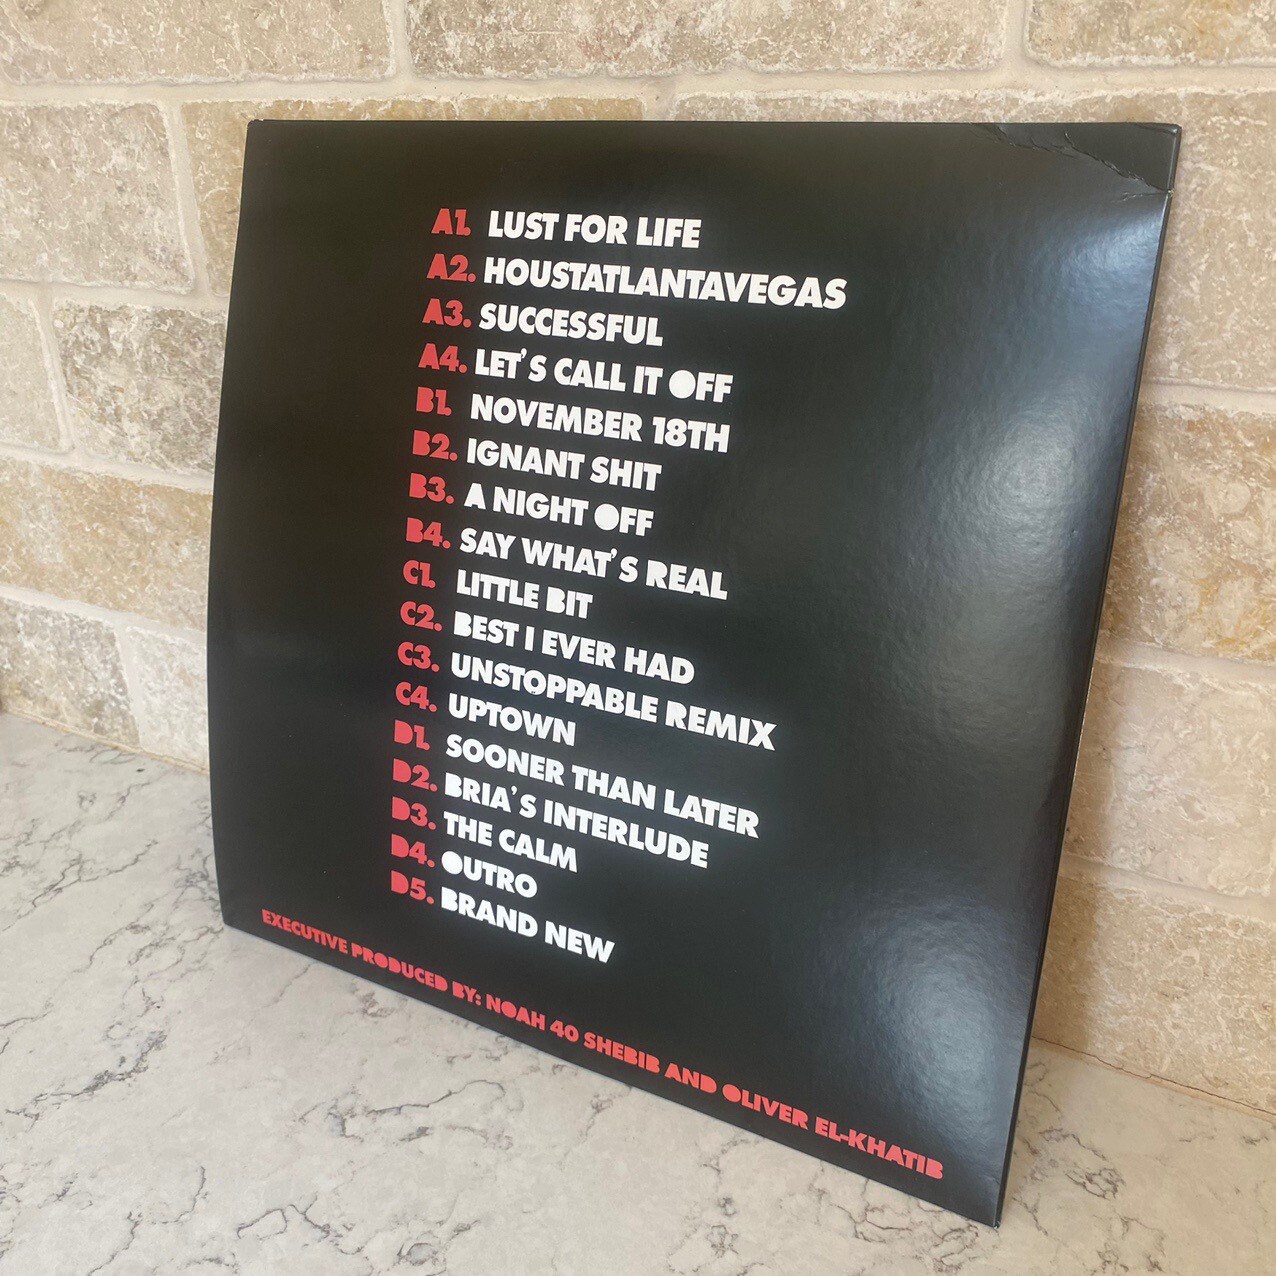 A1. LUST FOR LIFE
A2. HOUSTATLANTAVEGAS
A3. SUCCESSFUL
A4. LET'S CALL IT OFF
B1. NOVEMBER 18TH
B2. IGNANT SHIT
B3. A NIGHT OFF
B4. SAY WHAT'S REAL
C1. LITTLE BIT
C2. BEST I EVER HAD
C3. UNSTOPPABLE REMIX
C4. UPTOWN
D1. SOONER THAN LATER
D2. BRIA'S INTERLUDE
D3. THE CALM
D4. OUTRO
D5. BRAND NEW
EXECUTIVE PRODUCED BY: NOAH 40 SHEBIB AND OLIVER EL-KHATIB